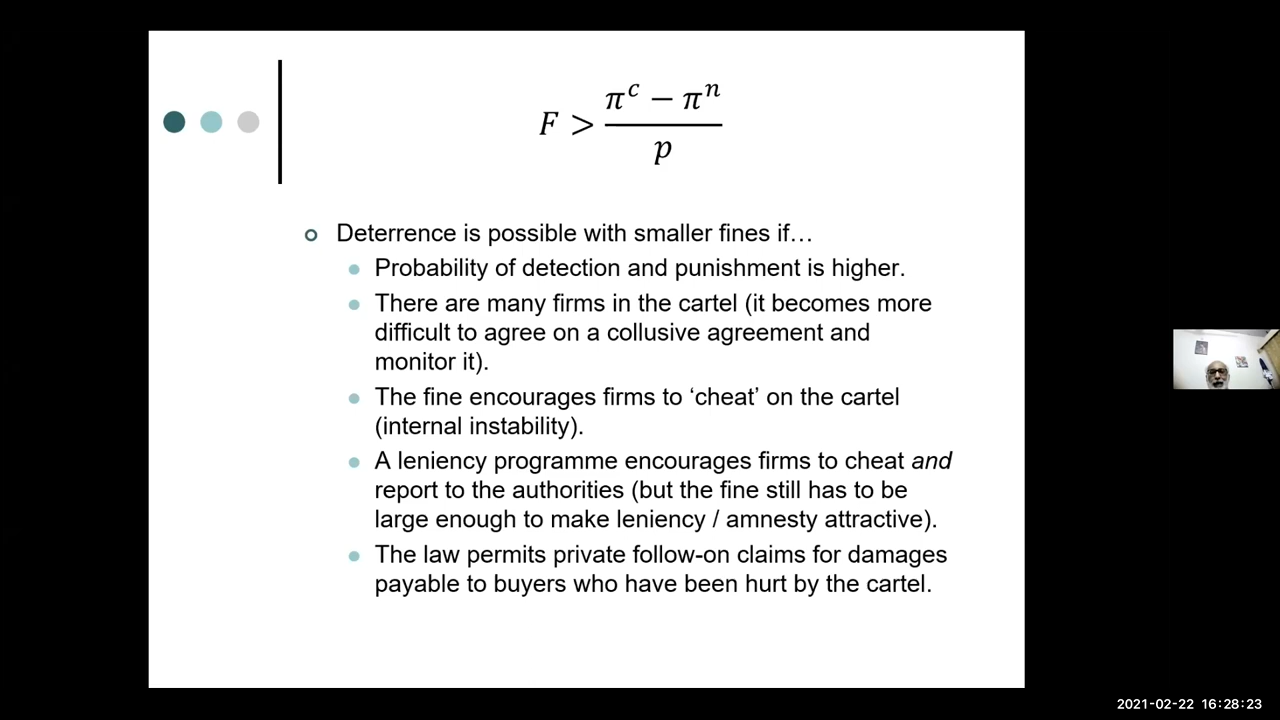 F > \frac{π^c − π^n}{p}
Deterrence is possible with smaller fines if…
Probability of detection and punishment is higher.
There are many firms in the cartel (it becomes more
difficult to agree on a collusive agreement and
monitor it).
The fine encourages firms to ‘cheat’ on the cartel
(internal instability).
A leniency programme encourages firms to cheat and
report to the authorities (but the fine still has to be
large enough to make leniency / amnesty attractive).
The law permits private follow-on claims for damages
payable to buyers who have been hurt by the cartel.
2021-02-22 16:28:23